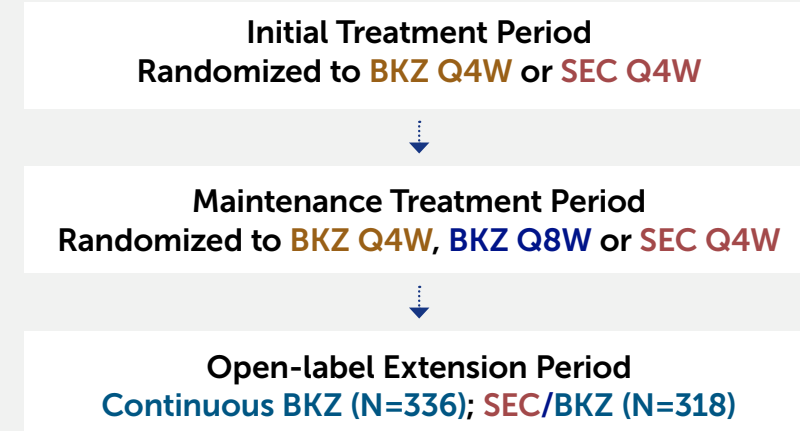 Initial Treatment Period
Randomized to BKZ Q4W or SEC Q4W
Maintenance Treatment Period
Randomized to BKZ Q4W, BKZ Q8W or SEC Q4W
Open-label Extension Period
Continuous BKZ (N=336); SEC/BKZ (N=318)